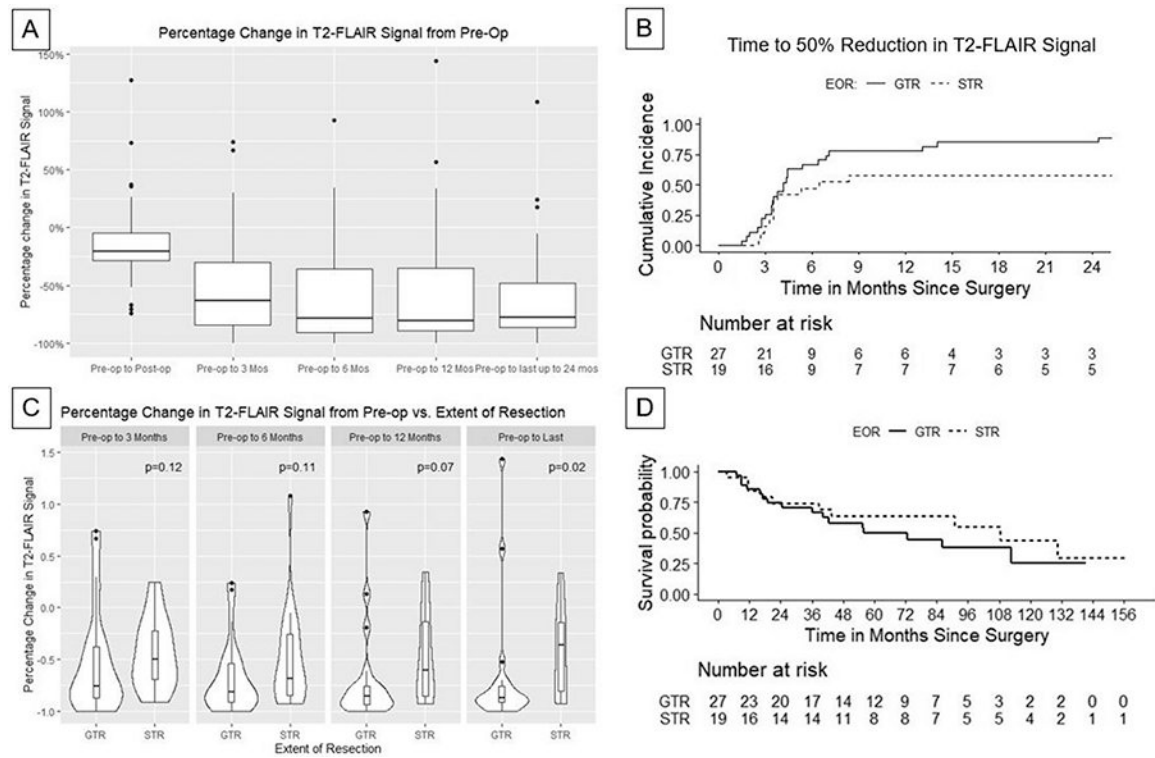 A
Percentage Change in T2-FLAIR Signal from Pre-Op
Percentage change in T2-FLAIR Signal
150%
100%
50%
0%
-50%
-100%
Pre-op to Post-op Pre-op to 3 Mos Pre-op to 6 Mos Pre-op to 12 Mos Pre-op to last up to 24 mos
B
Time to 50% Reduction in T2-FLAIR Signal
EOR: GTR STR
Cumulative Incidence
1.00
0.75
0.50
0.25
0.00
0 3 6 9 12 15 18 21 24
Time in Months Since Surgery
Number at risk
GTR 27 21 9 6 6 4 3 3 3
STR 19 16 9 7 7 7 6 5 5
C
Percentage Change in T2-FLAIR Signal from Pre-op vs. Extent of Resection
Pre-op to 3 Months Pre-op to 6 Months Pre-op to 12 Months Pre-op to Last
p=0.12 p=0.11 p=0.07 p=0.02
Percentage Change in T2-FLAIR Signal
1.5
1.0
0.5
0.0
-0.5
-1.0
GTR STR GTR STR GTR STR GTR STR
Extent of Resection
D
EOR GTR STR
Survival probability
1.00
0.75
0.50
0.25
0.00
0 12 24 36 48 60 72 84 96 108 120 132 144 156
Time in Months Since Surgery
Number at risk
GTR 27 23 20 17 14 12 9 7 5 3 2 2 0 0
STR 19 16 14 14 11 8 8 7 5 5 4 2 1 1